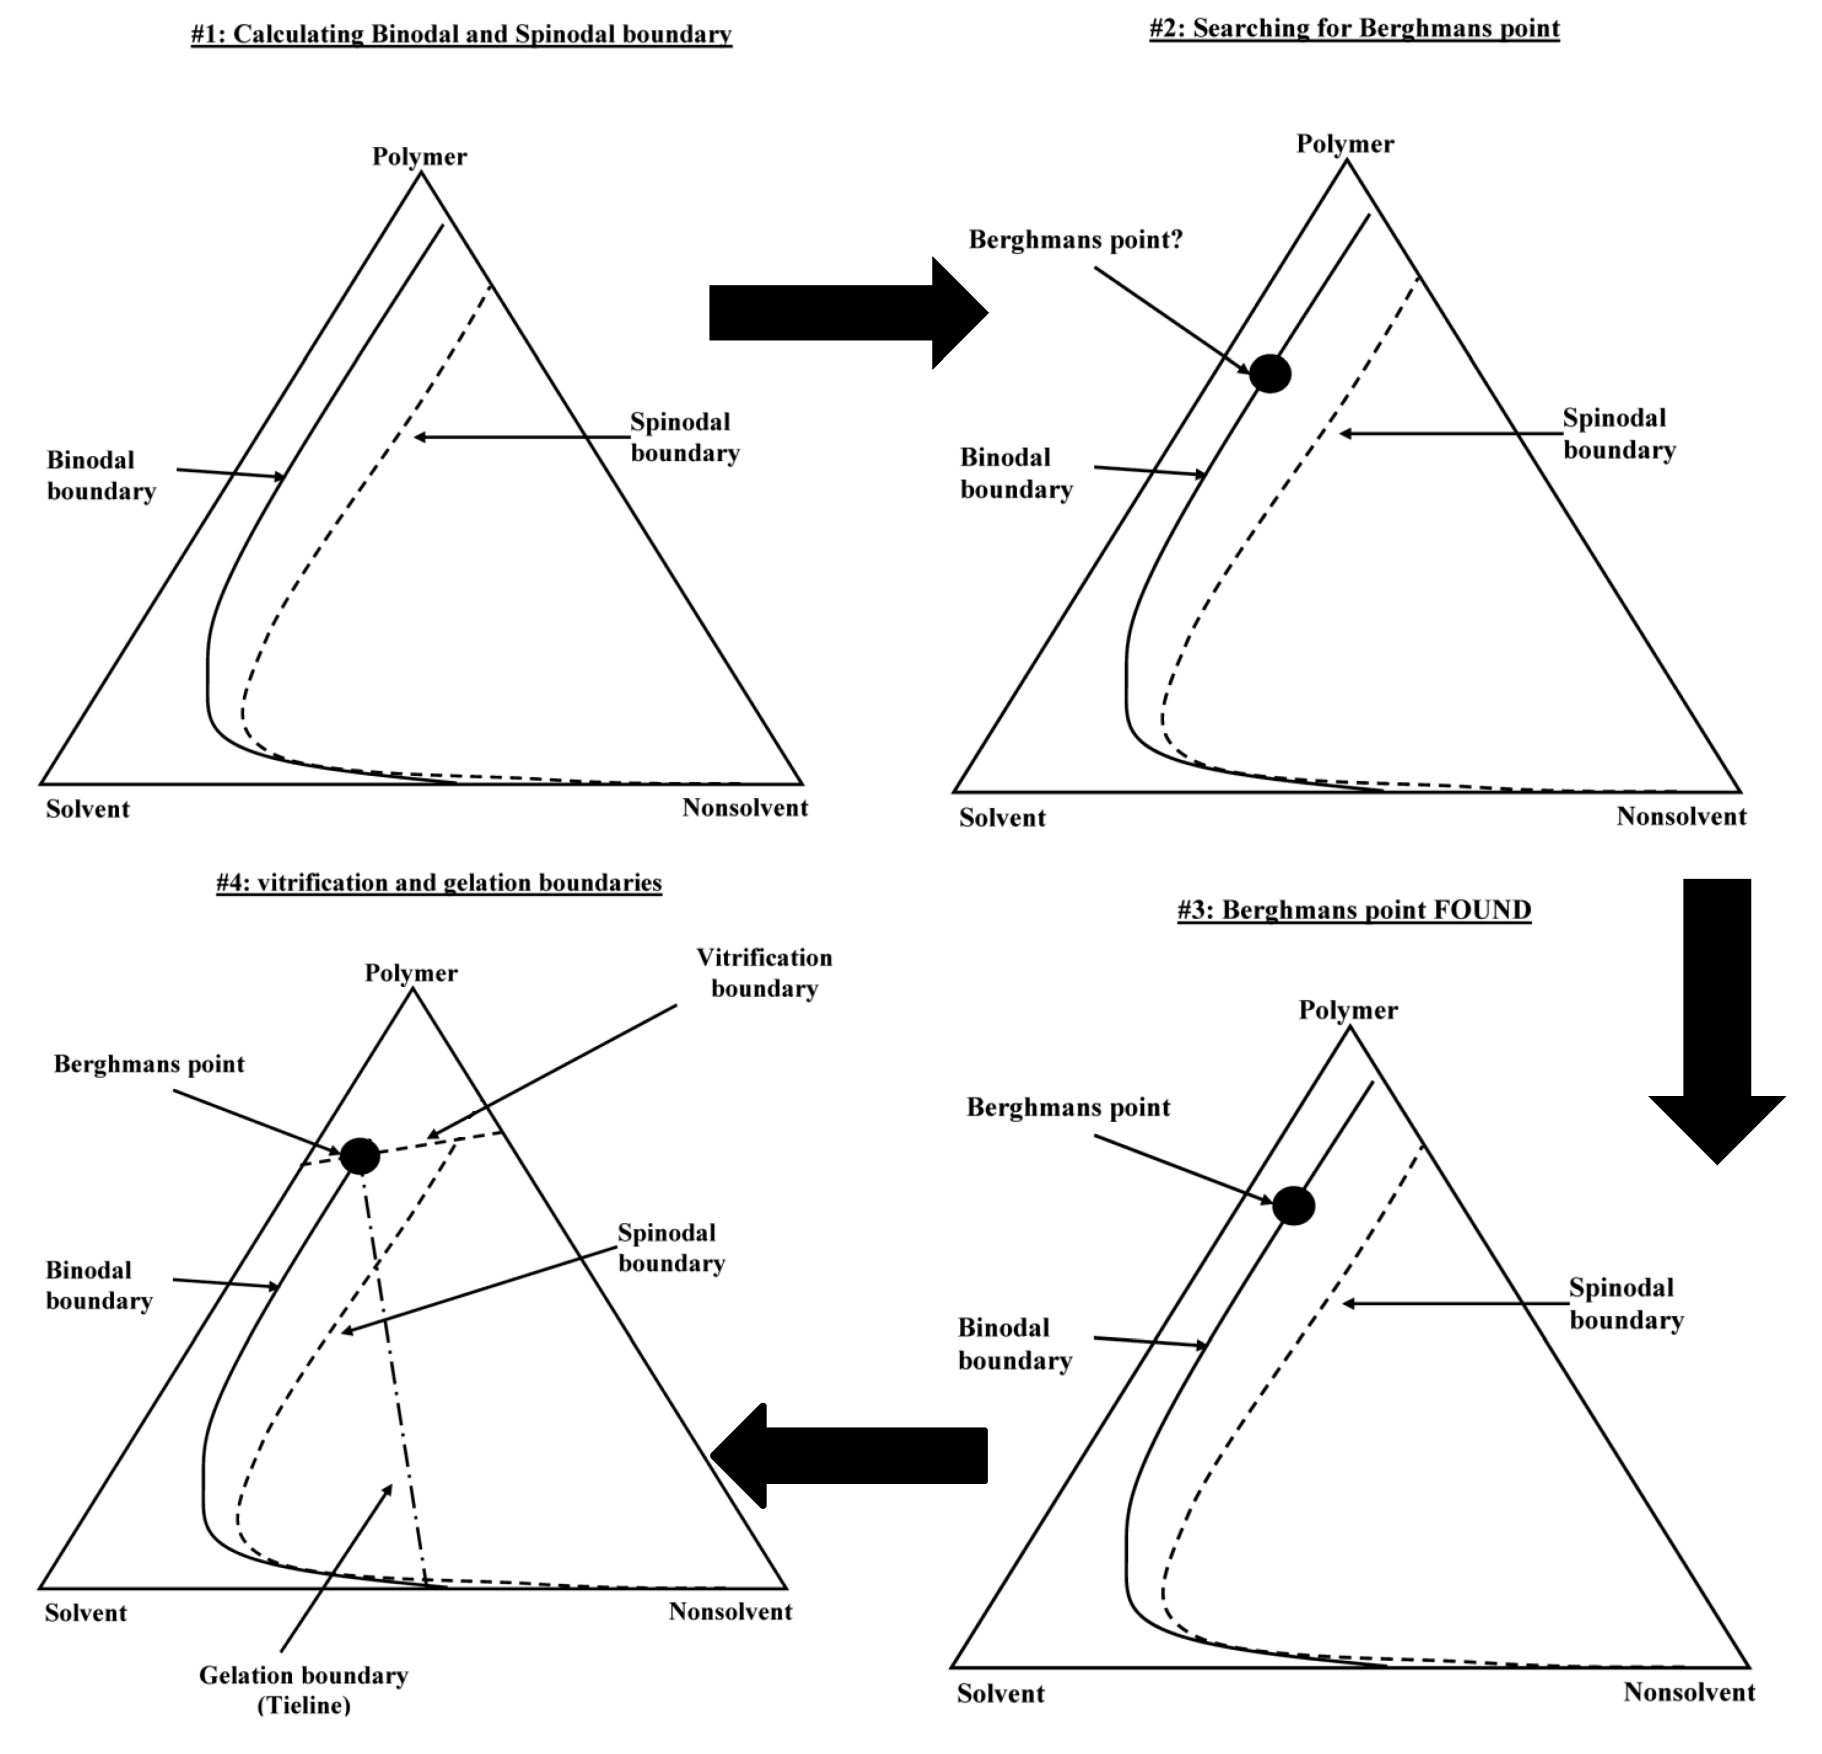 #1: Calculating Binodal and Spinodal boundary
Polymer
Binodal
boundary
Spinodal
boundary
Solvent
Nonsolvent
#2: Searching for Berghmans point
Polymer
Berghmans point?
Binodal
boundary
Spinodal
boundary
Solvent
Nonsolvent
#3: Berghmans point FOUND
Polymer
Berghmans point
Binodal
boundary
Spinodal
boundary
Solvent
Nonsolvent
#4: vitrification and gelation boundaries
Polymer
Vitrification
boundary
Berghmans point
Binodal
boundary
Spinodal
boundary
Solvent
Nonsolvent
Gelation boundary
(Tieline)